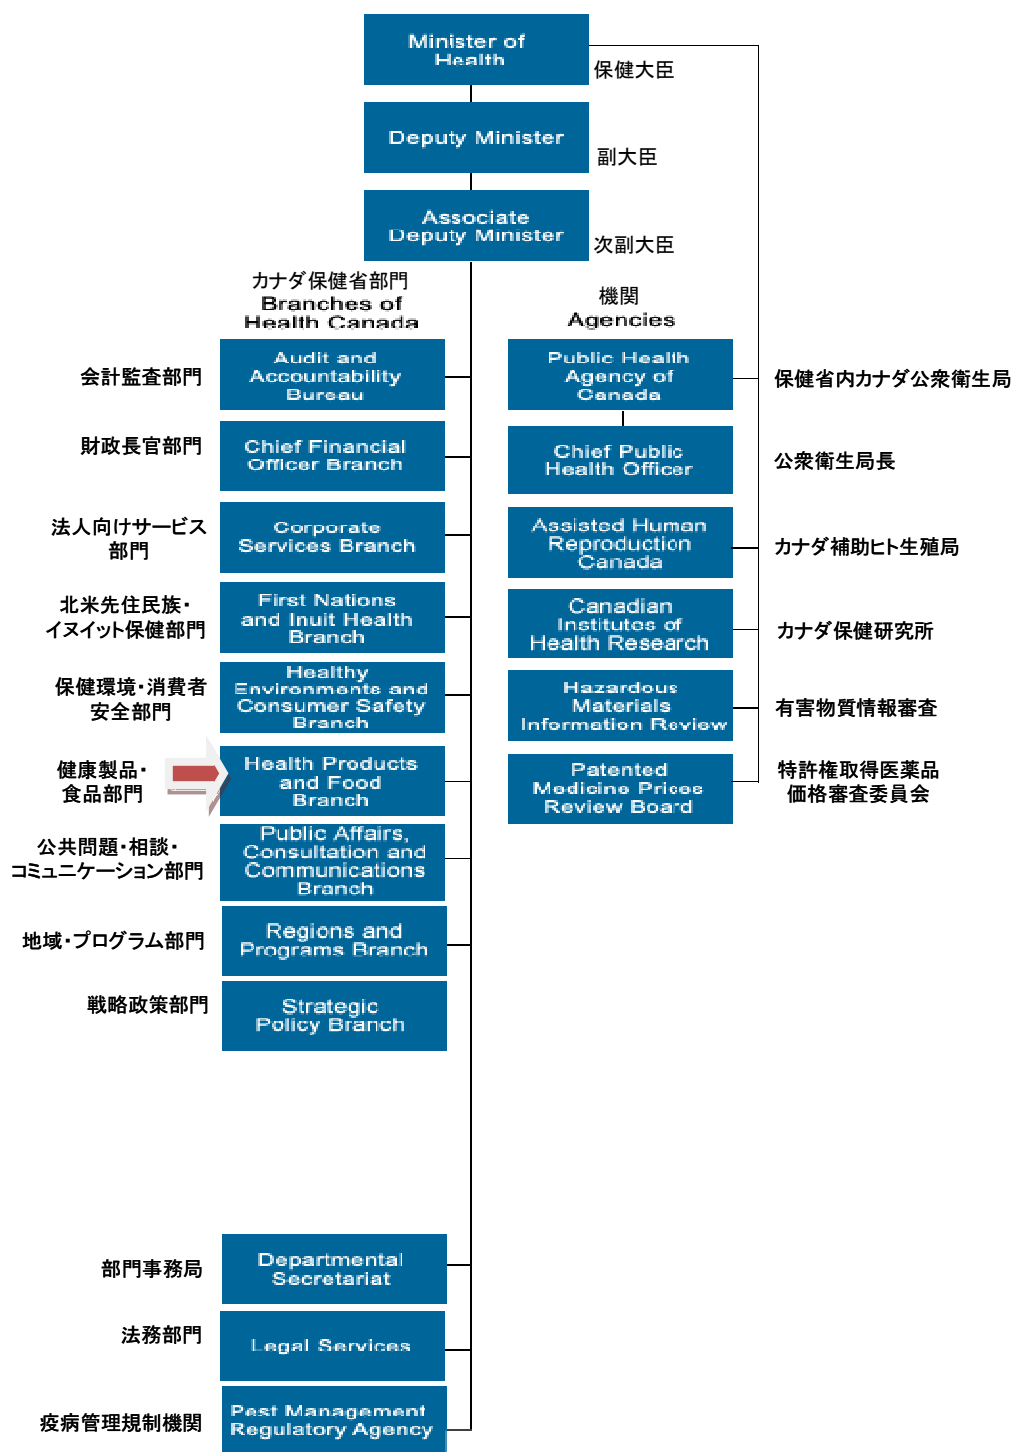 Minister of
Health
保健大臣
Deputy Minister
副大臣
Associate
Deputy Minister
次副大臣
カナダ保健省部門
Branches of
Health Canada
機関
Agencies
会計監査部門
Audit and
Accountability
Bureau
財政長官部門
Chief Financial
Officer Branch
法人向けサービス
部門
Corporate
Services Branch
北米先住民族・
イヌイット保健部門
First Nations
and Inuit Health
Branch
保健環境・消費者
安全部門
Healthy
Environments and
Consumer Safety
Branch
健康製品・
食品部門
Health Products
and Food
Branch
公共問題・相談・
コミュニケーション部門
Public Affairs,
Consultation and
Communications
Branch
地域・プログラム部門
Regions and
Programs Branch
戦略政策部門
Strategic
Policy Branch
部門事務局
Departmental
Secretariat
法務部門
Legal Services
疫病管理規制機関
Pest Management
Regulatory Agency
Public Health
Agency of
Canada
保健省内カナダ公衆衛生局
Chief Public
Health Officer
公衆衛生局長
Assisted Human
Reproduction
Canada
カナダ補助ヒト生殖局
Canadian
Institutes of
Health Research
カナダ保健研究所
Hazardous
Materials
Information Review
有害物質情報審査
Patented
Medicine Prices
Review Board
特許権取得医薬品
価格審査委員会